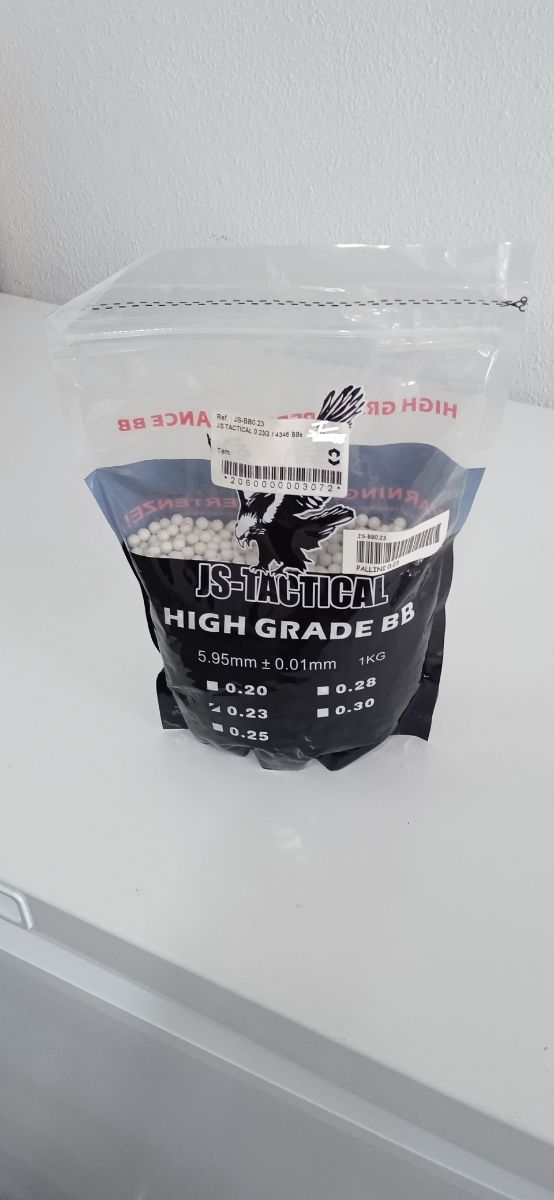 HIGH GR
ANCE BB
Ref. : JS-BB0.23
JS TACTICAL 0.23G / 4346 BBs
Tam.
*2060000003072*
WARNING
ERTENZE!
JS-BB0.23
PALLINI 0.23
JS-TACTICAL
HIGH GRADE BB
5.95mm ± 0.01mm 1KG
0.20 0.28
0.23 0.30
0.25